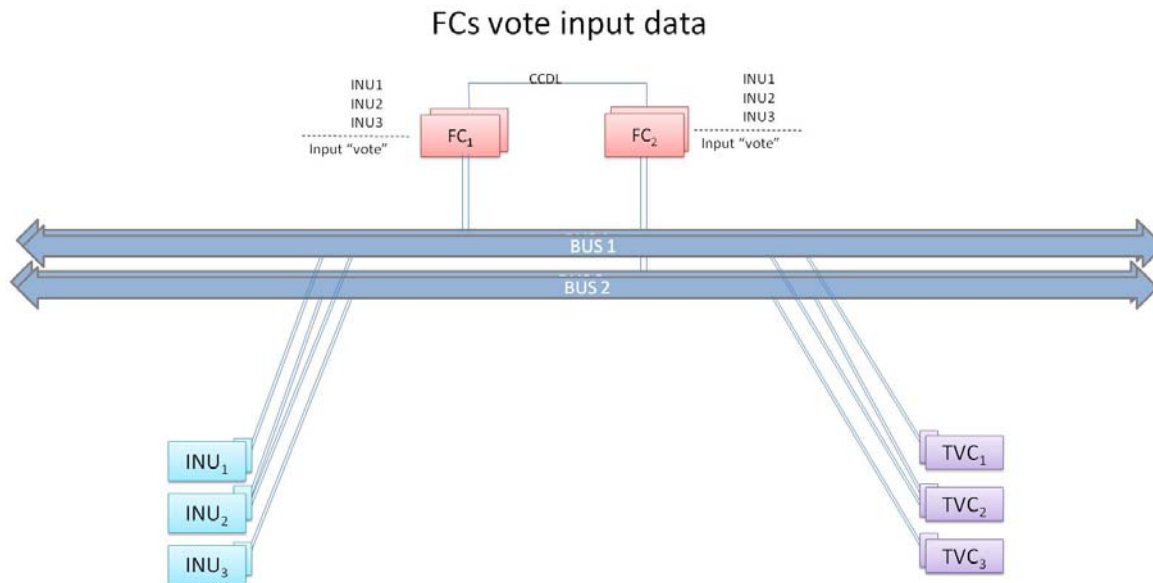 FCs vote input data
CCDL
INU1
INU2
INU3
Input "vote"
FC1
FC2
INU1
INU2
INU3
Input "vote"
BUS 1
BUS 2
INU1
INU2
INU3
TVC1
TVC2
TVC3